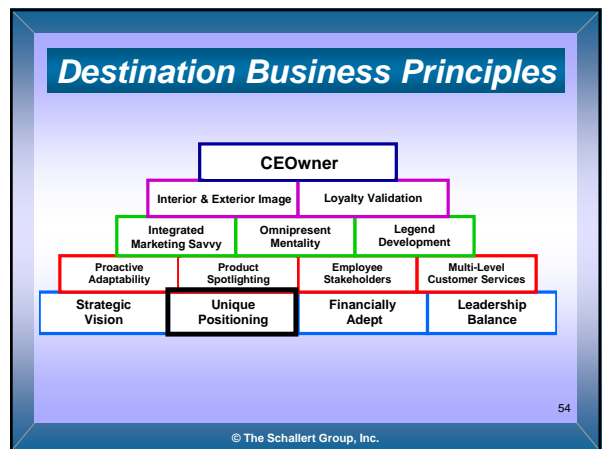 Destination Business Principles
CEOwner
Interior & Exterior Image
Loyalty Validation
Integrated
Marketing Savvy
Omnipresent
Mentality
Legend
Development
Proactive
Adaptability
Product
Spotlighting
Employee
Stakeholders
Multi-Level
Customer Services
Strategic
Vision
Unique
Positioning
Financially
Adept
Leadership
Balance
54
© The Schallert Group, Inc.